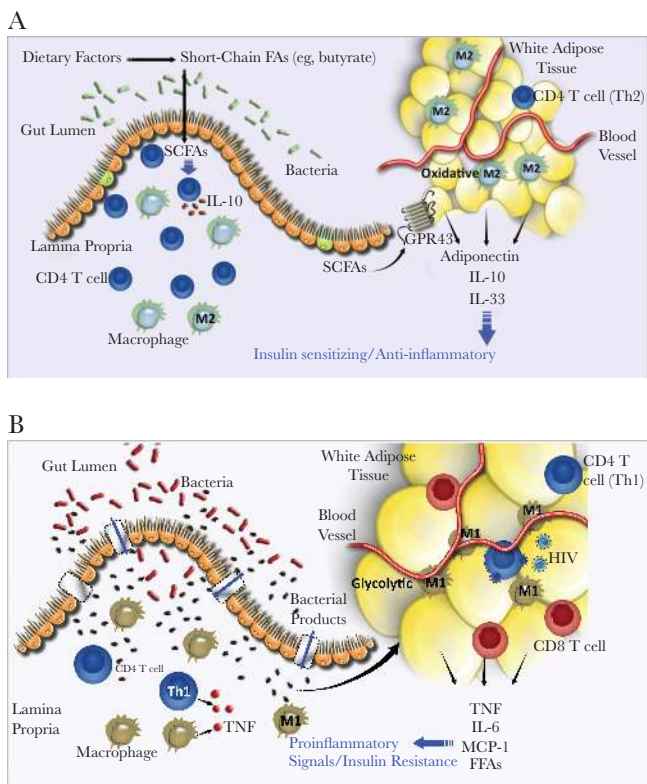 A
Dietary Factors
Short-Chain FAs (eg, butyrate)
Gut Lumen
Bacteria
SCFAs
IL-10
Lamina Propria
CD4 T cell
Macrophage
M2
SCFAs
GPR43
M2
White Adipose
Tissue
CD4 T cell (Th2)
M2
Blood
Vessel
M2
Oxidative
M2
Adiponectin
IL-10
IL-33
Insulin sensitizing/Anti-inflammatory
B
Gut Lumen
Bacteria
Bacterial
Products
CD4 T cell
Th1
Lamina
Propria
TNF
Macrophage
M1
White Adipose
Tissue
CD4 T
cell (Th1)
Blood
Vessel
M1
M1
HIV
Glycolytic
M1
M1
CD8 T cell
TNF
IL-6
MCP-1
FFAs
Proinflammatory
Signals/Insulin Resistance